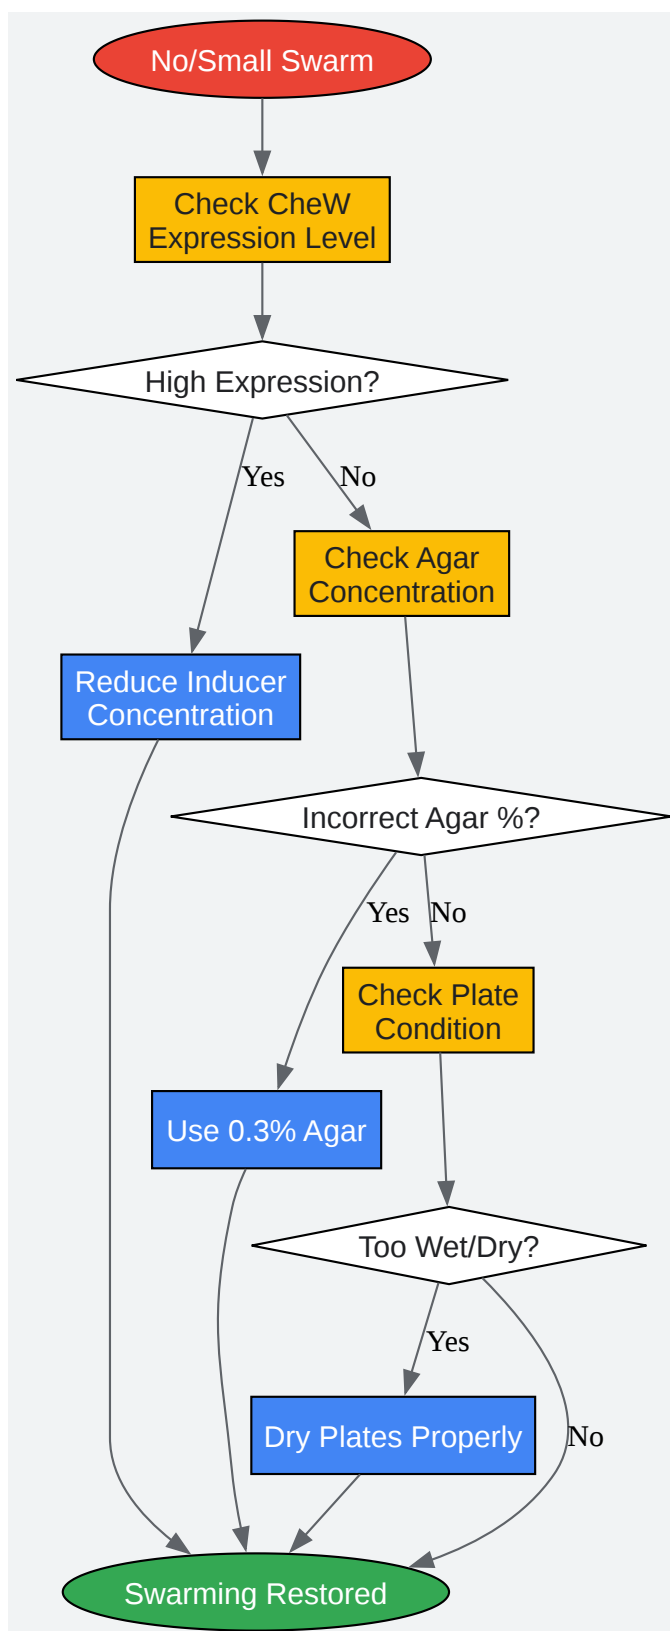 No/Small Swarm
Check CheW
Expression Level
High Expression?
Yes
No
Check Agar
Concentration
Reduce Inducer
Concentration
Incorrect Agar %?
Yes
No
Check Plate
Condition
Use 0.3% Agar
Too Wet/Dry?
Yes
Dry Plates Properly
No
Swarming Restored